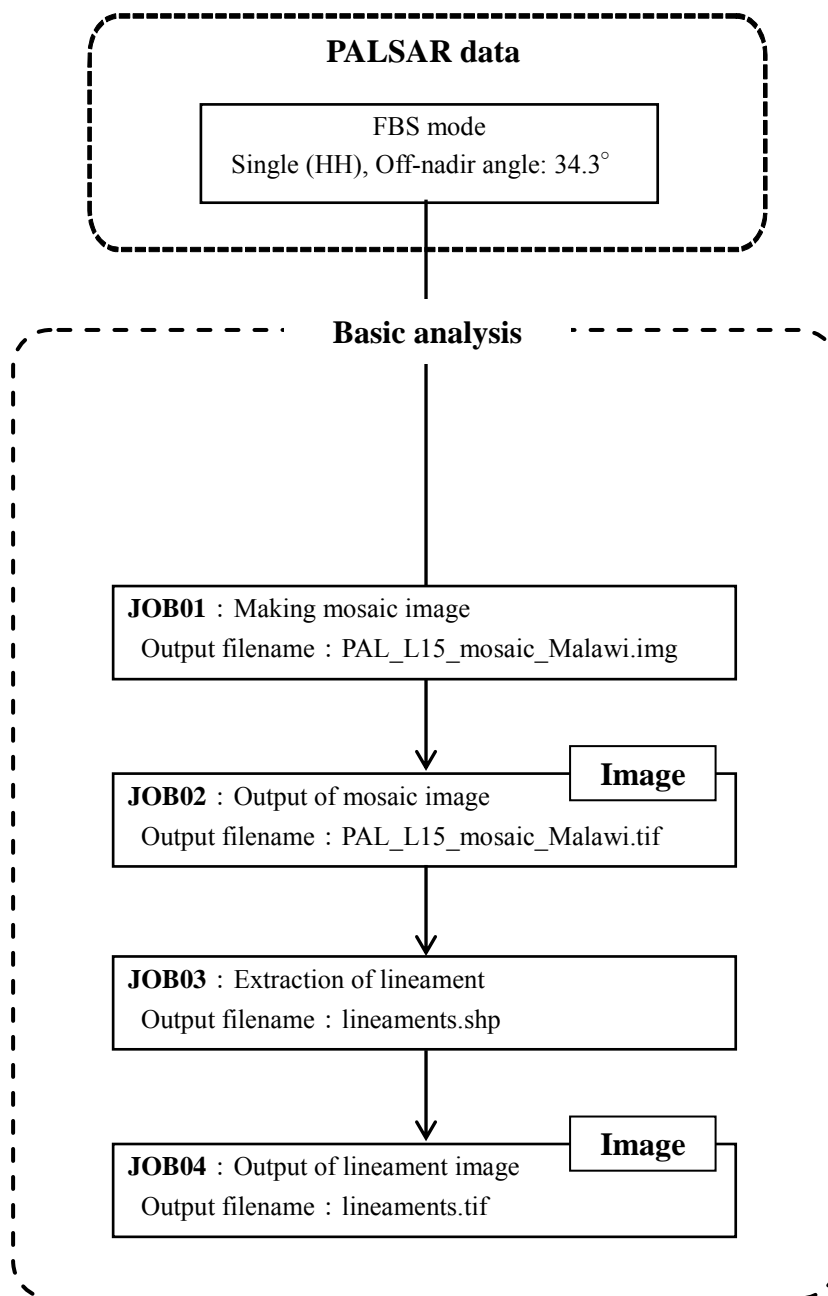 PALSAR data
FBS mode
Single (HH), Off-nadir angle: 34.3°
Basic analysis
JOB01：Making mosaic image
Output filename：PAL_L15_mosaic_Malawi.img
Image
JOB02：Output of mosaic image
Output filename：PAL_L15_mosaic_Malawi.tif
JOB03：Extraction of lineament
Output filename：lineaments.shp
Image
JOB04：Output of lineament image
Output filename：lineaments.tif